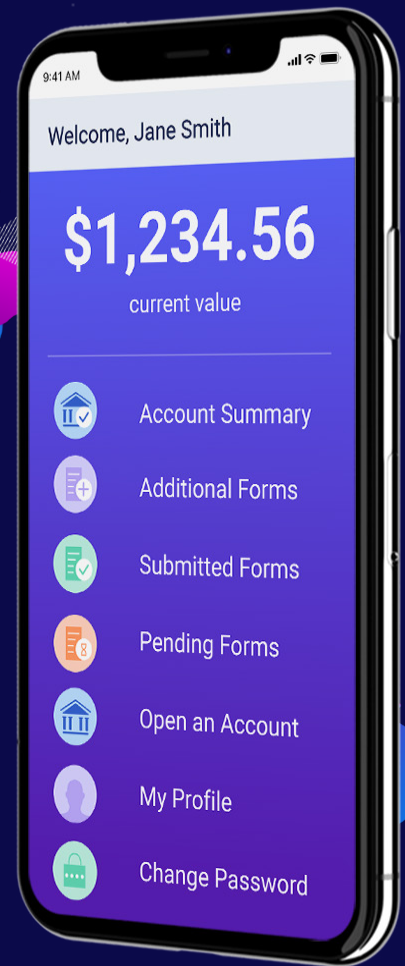 9:41 AM
Welcome, Jane Smith
$1,234.56
current value
Account Summary
Additional Forms
Submitted Forms
Pending Forms
Open an Account
My Profile
Change Password